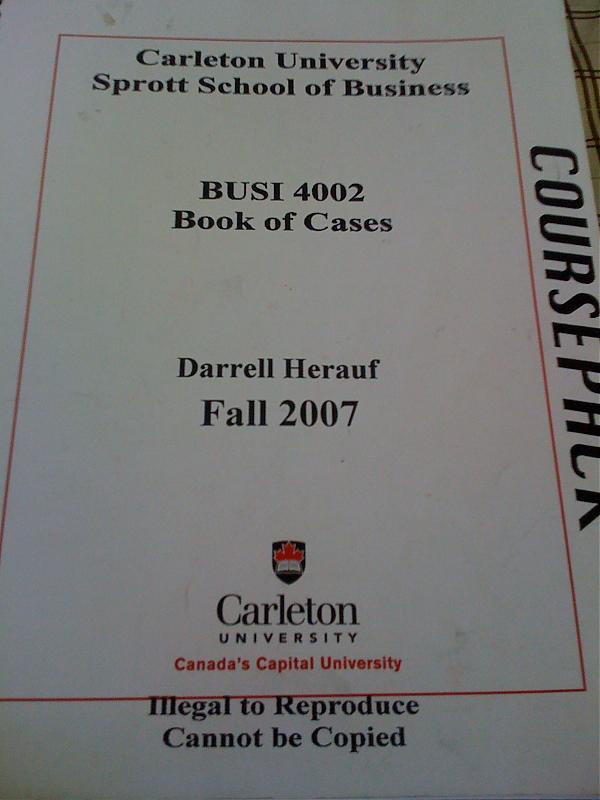 Carleton University
Sprott School of Business
BUSI 4002
Book of Cases
Darrell Herauf
Fall 2007
COURSEPACK
Carleton
UNIVERSITY
Canada's Capital University
Illegal to Reproduce
Cannot be Copied